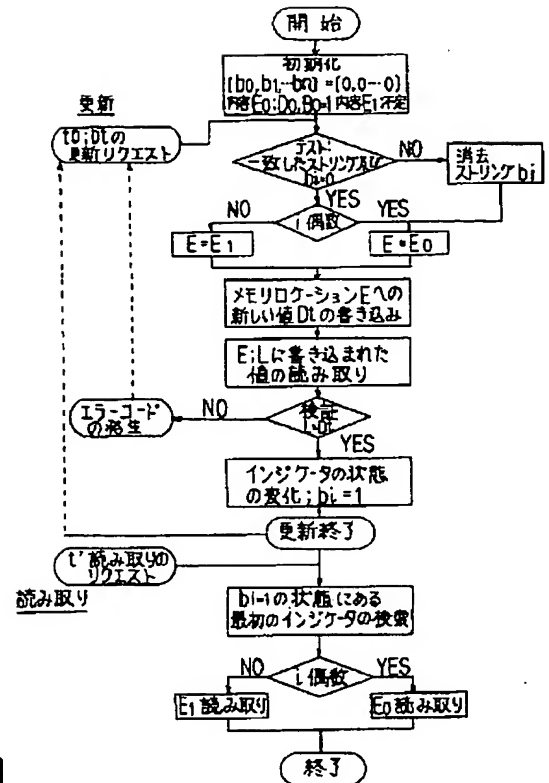 開始
初期化
[b0,b1,…bn] = {0,0…0}
内容E0:D0,B0=1 内容E1不定
更新
t0;Dtの
更新リクエスト
テスト:
一致したストリング及び
bi=0
NO
消去
ストリングbi
YES
NO
i 偶数
YES
E=E1
E=E0
メモリロケーションEへの
新しい値Dtの書き込み
E;Lに書き込まれた
値の読み取り
エラーコード
の発生
NO
検証
L=Dt
YES
インジケータの状態
の変化;bi=1
更新終了
t'読み取りの
リクエスト
読み取り
bi=1の状態にある
最初のインジケータの検索
NO
i 偶数
YES
E1読み取り
E0読み取り
終了